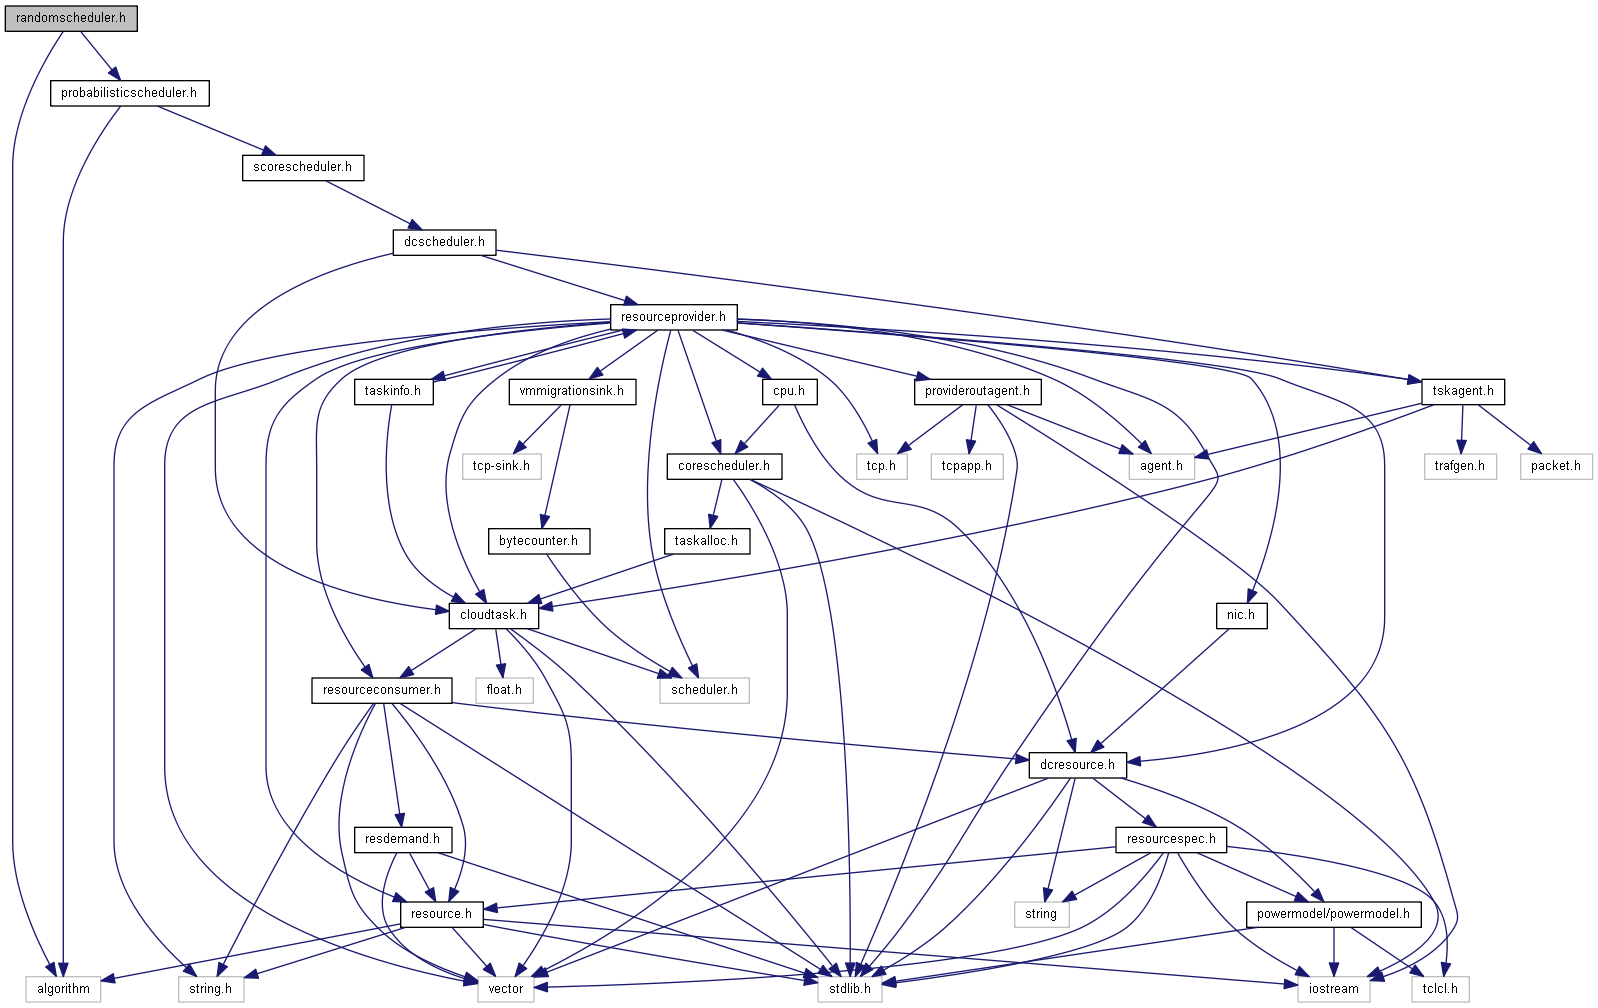 randomscheduler.h
probabilisticscheduler.h
scorescheduler.h
dcscheduler.h
resourceprovider.h
taskinfo.h
vmmigrationsink.h
cpu.h
provideroutagent.h
tskagent.h
tcp-sink.h
corescheduler.h
tcp.h
tcpapp.h
agent.h
trafgen.h
packet.h
bytecounter.h
taskalloc.h
cloudtask.h
nic.h
resourceconsumer.h
float.h
scheduler.h
dcresource.h
resdemand.h
resourcespec.h
resource.h
string
powermodel/powermodel.h
algorithm
string.h
vector
stdlib.h
iostream
tclcl.h